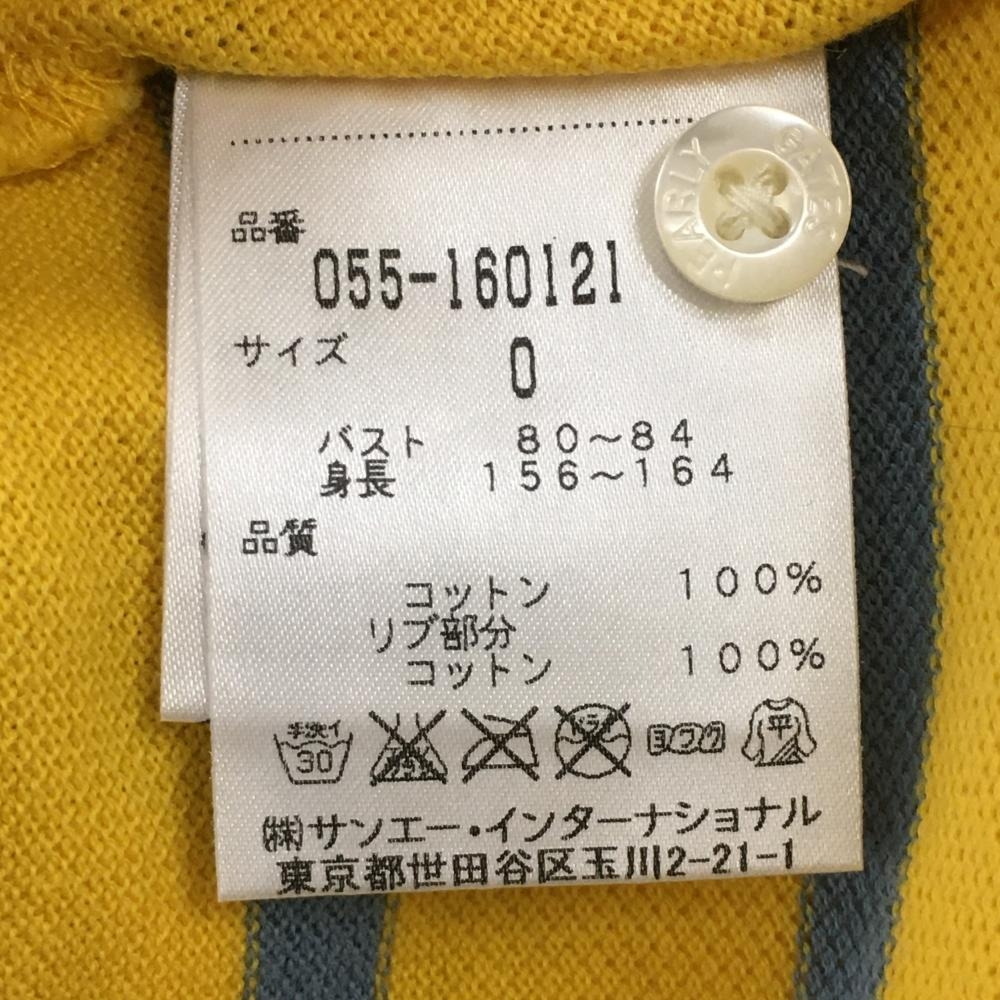 品番
055-160121
サイズ 0
バスト 80~84
身長 156~164
品質
コットン 100%
リブ部分
コットン 100%
手洗イ
30
ヨワク
平
㈱サンエー・インターナショナル
東京都世田谷区玉川2-21-1
PEARLY GATES